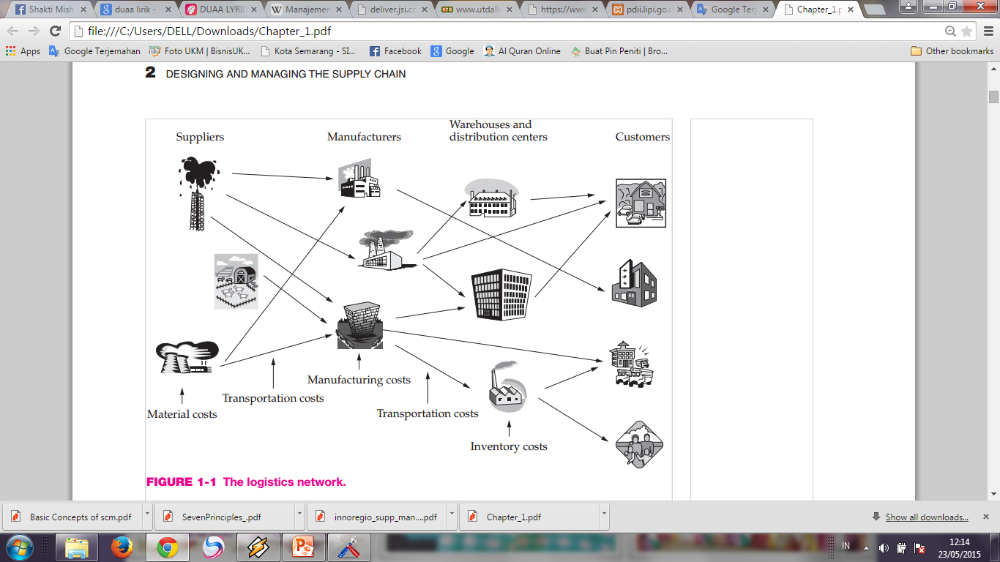 Shakti Mish
duaa lirik -
DUAA LYRIC
Manajemen
deliver.jsi.cc
www.utdall
https://www
pdii.lipi.go.i
Google Terj
Chapter_1.p
file:///C:/Users/DELL/Downloads/Chapter_1.pdf
Apps
Google Terjemahan
Foto UKM | BisnisUK...
Kota Semarang - SI...
Facebook
Google
Al Quran Online
Buat Pin Peniti | Bro...
Other bookmarks
2 DESIGNING AND MANAGING THE SUPPLY CHAIN
Suppliers
Manufacturers
Warehouses and
distribution centers
Customers
Manufacturing costs
Transportation costs
Material costs
Transportation costs
Inventory costs
FIGURE 1-1 The logistics network.
Basic Concepts of scm.pdf
SevenPrinciples_.pdf
innoregio_supp_man....pdf
Chapter_1.pdf
Show all downloads...
IN
12:14
23/05/2015